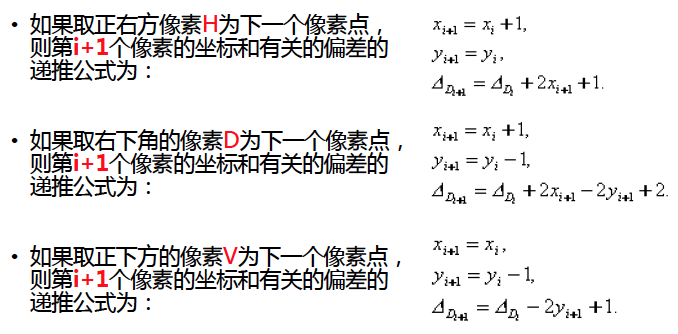 • 如果取正右方像素H为下一个像素点,
则第i+1个像素的坐标和有关的偏差的
递推公式为:
x_{i+1} = x_i + 1,
y_{i+1} = y_i,
Δ_{D_{i+1}} = Δ_{D_i} + 2x_{i+1} + 1.
• 如果取右下角的像素D为下一个像素点,
则第i+1个像素的坐标和有关的偏差的
递推公式为:
x_{i+1} = x_i + 1,
y_{i+1} = y_i − 1,
Δ_{D_{i+1}} = Δ_{D_i} + 2x_{i+1} − 2y_{i+1} + 2.
• 如果取正下方的像素V为下一个像素点,
则第i+1个像素的坐标和有关的偏差的
递推公式为:
x_{i+1} = x_i,
y_{i+1} = y_i − 1,
Δ_{D_{i+1}} = Δ_{D_i} − 2y_{i+1} + 1.